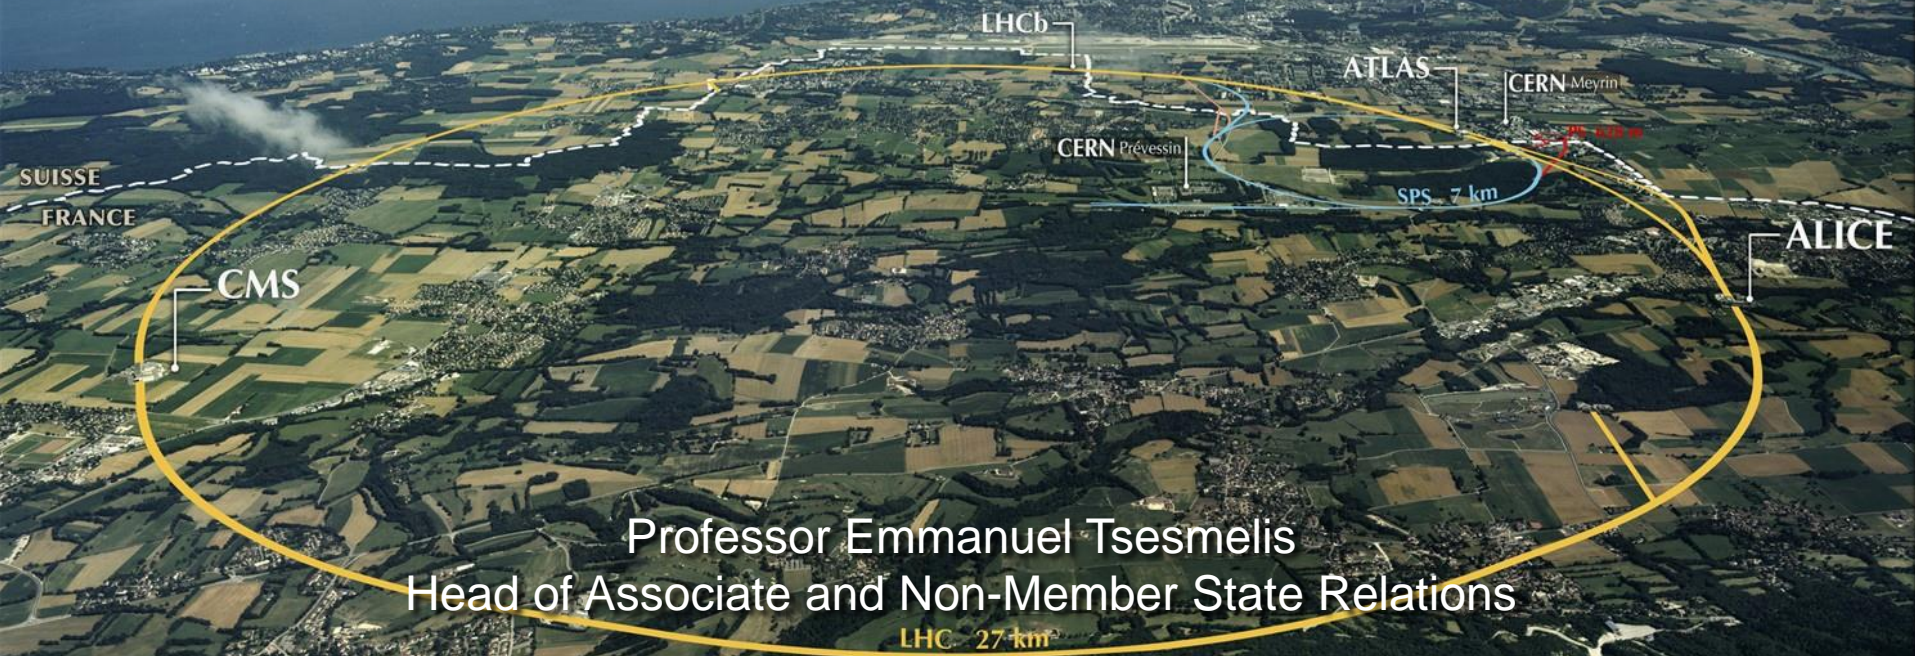 LHCb
ATLAS
CERN Meyrin
CERN Prévessin
SUISSE
FRANCE
SPS 7 km
ALICE
CMS
Professor Emmanuel Tsesmelis
Head of Associate and Non-Member State Relations
LHC 27 km